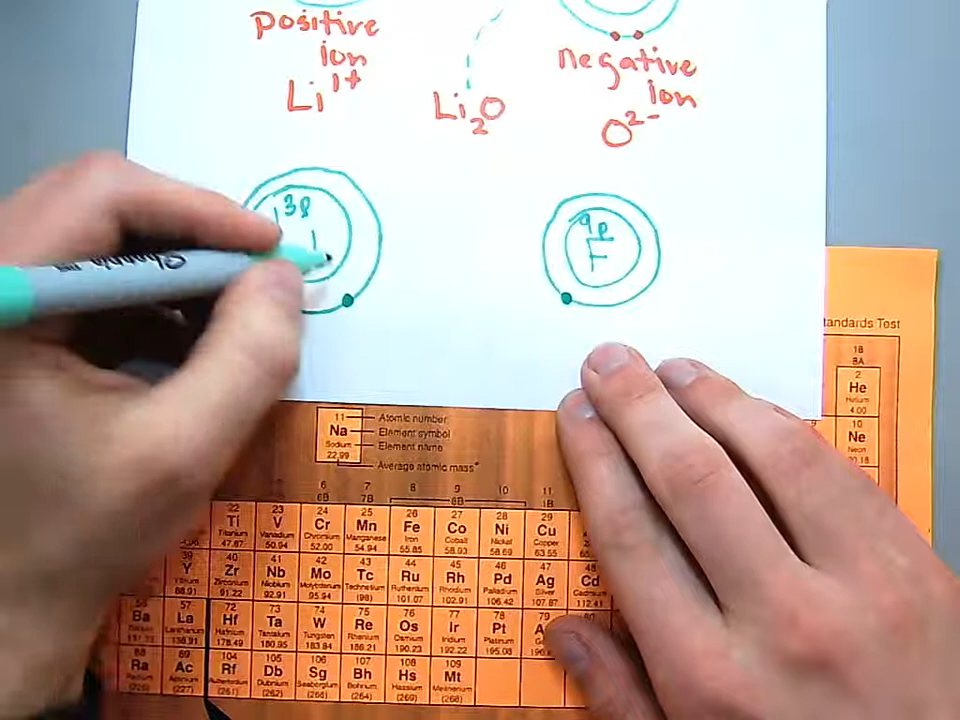 positive
ion
Li1+
Li2O
negative
ion
O2-
3p
9p
F
Sharpie
Standards Test
18
8A
2
He
Helium
4.00
10
Ne
Neon
20.18
11
Na
Sodium
22.99
Atomic number
Element symbol
Element name
Average atomic mass*
6 7 8 9 10 11
6B 7B 8B 1B
22 23 24 25 26 27 28 29
Ti V Cr Mn Fe Co Ni Cu
Titanium Vanadium Chromium Manganese Iron Cobalt Nickel Copper
47.87 50.94 52.00 54.94 55.85 58.93 58.69 63.55
39 40 41 42 43 44 45 46 47
Y Zr Nb Mo Tc Ru Rh Pd Ag Cd
Yttrium Zirconium Niobium Molybdenum Technetium Ruthenium Rhodium Palladium Silver
88.91 91.22 92.91 95.94 (98) 101.07 102.91 106.42 107.87 112.41
56 57 72 73 74 75 76 77 78 79
Ba La Hf Ta W Re Os Ir Pt
Barium Lanthanum Hafnium Tantalum Tungsten Rhenium Osmium Iridium Platinum
138.91 178.49 180.95 183.84 186.21 190.23 192.22 195.08
88 89 104 105 106 107 108 109
Ra Ac Rf Db Sg Bh Hs Mt
Radium Actinium Rutherfordium Dubnium Seaborgium Bohrium Hassium Meitnerium
(226) (227) (261) (262) (266) (264) (269) (268)